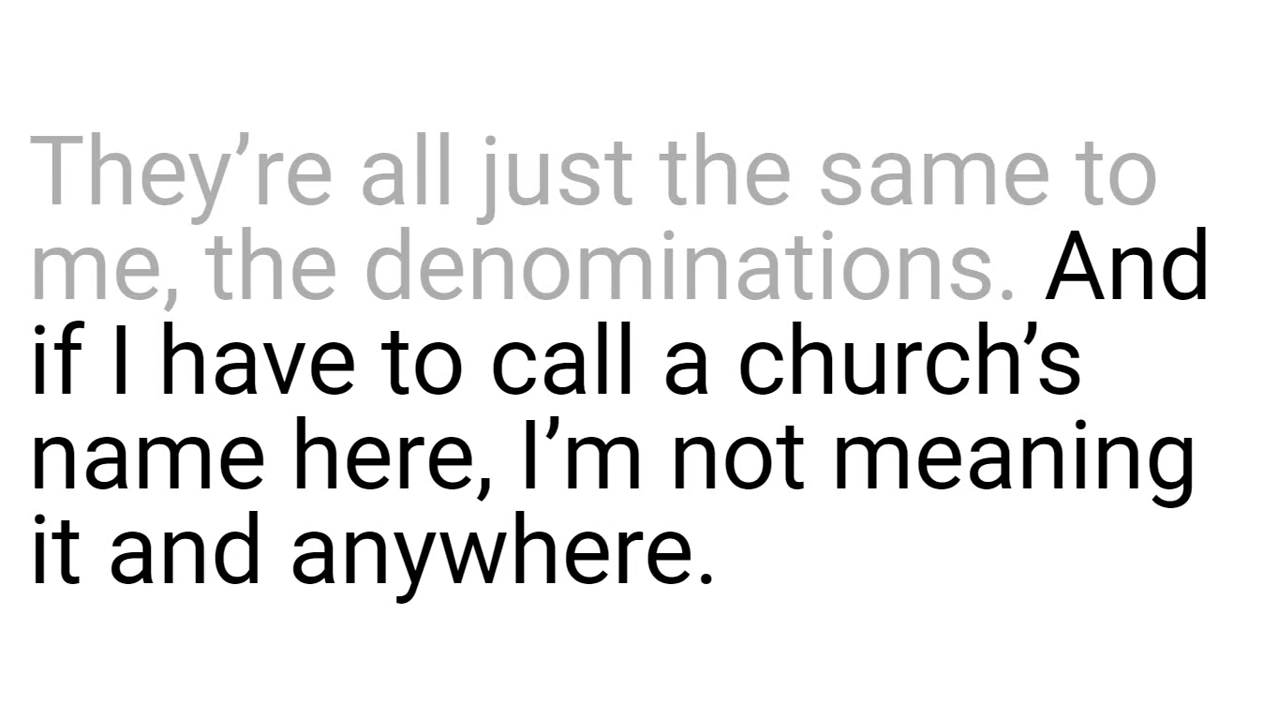 They’re all just the same to
me, the denominations. And
if I have to call a church’s
name here, I’m not meaning
it and anywhere.